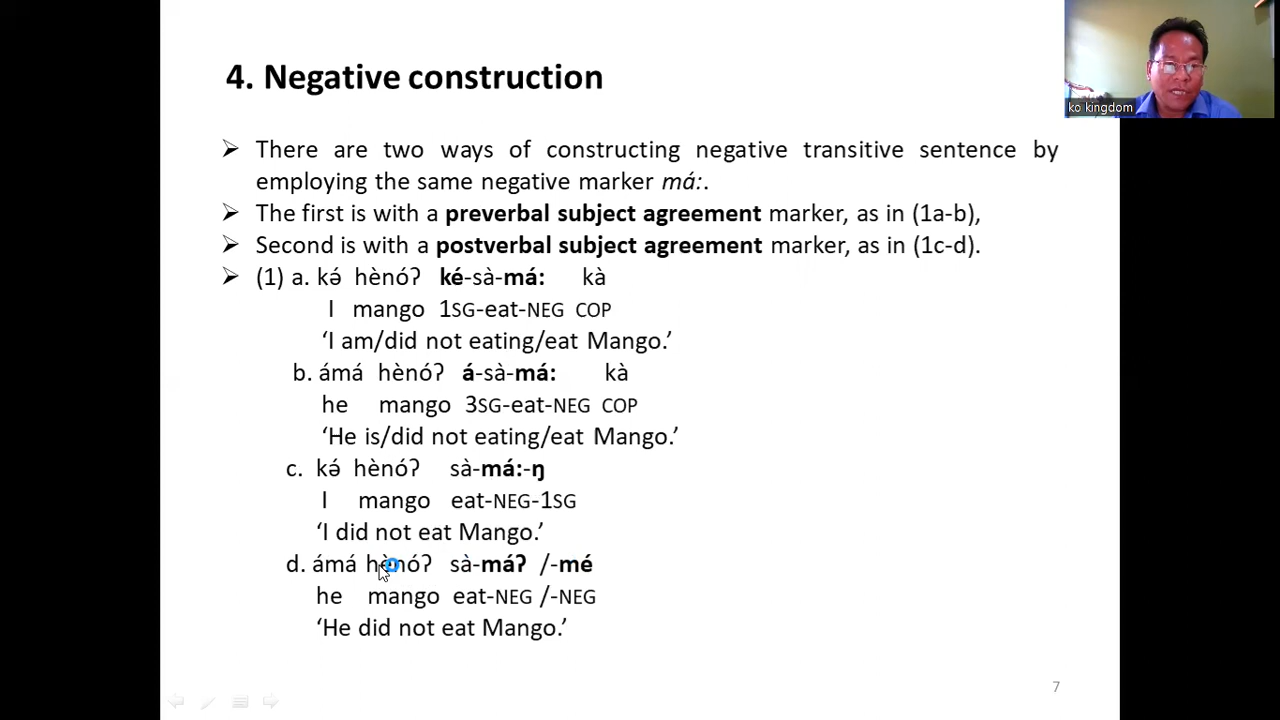 4. Negative construction
ko kingdom
➢ There are two ways of constructing negative transitive sentence by
employing the same negative marker má:.
➢ The first is with a preverbal subject agreement marker, as in (1a-b),
➢ Second is with a postverbal subject agreement marker, as in (1c-d).
➢ (1) a. kə́ hènóʔ ké-sà-má: kà
I mango 1SG-eat-NEG COP
‘I am/did not eating/eat Mango.’
b. ámá hènóʔ á-sà-má: kà
he mango 3SG-eat-NEG COP
‘He is/did not eating/eat Mango.’
c. kə́ hènóʔ sà-má:-ŋ
I mango eat-NEG-1SG
‘I did not eat Mango.’
d. ámá hènóʔ sà-máʔ /-mé
he mango eat-NEG /-NEG
‘He did not eat Mango.’
7